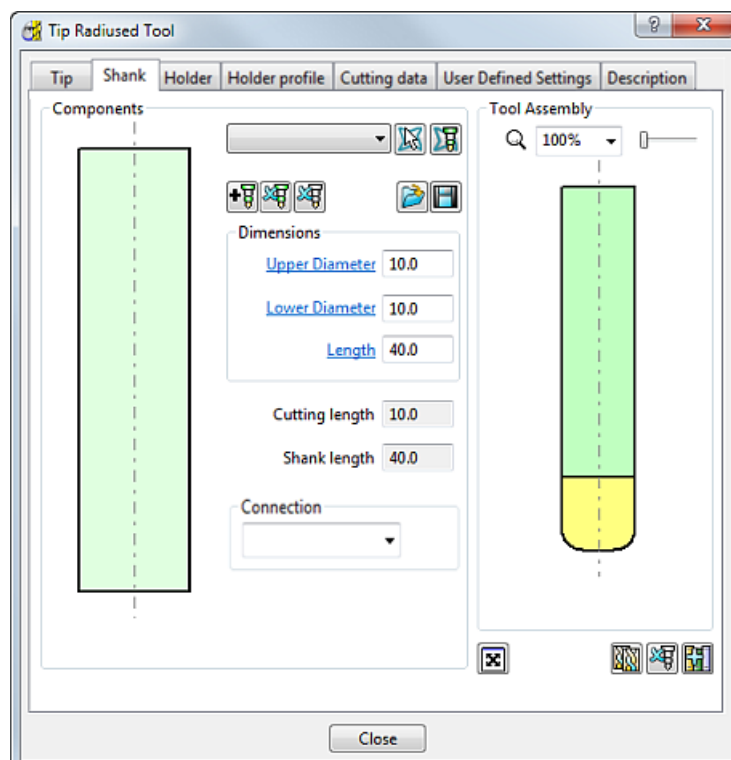 Tip Radiused Tool
Tip Shank Holder Holder profile Cutting data User Defined Settings Description
Components
Tool Assembly
100%
Dimensions
Upper Diameter 10.0
Lower Diameter 10.0
Length 40.0
Cutting length 10.0
Shank length 40.0
Connection
Close